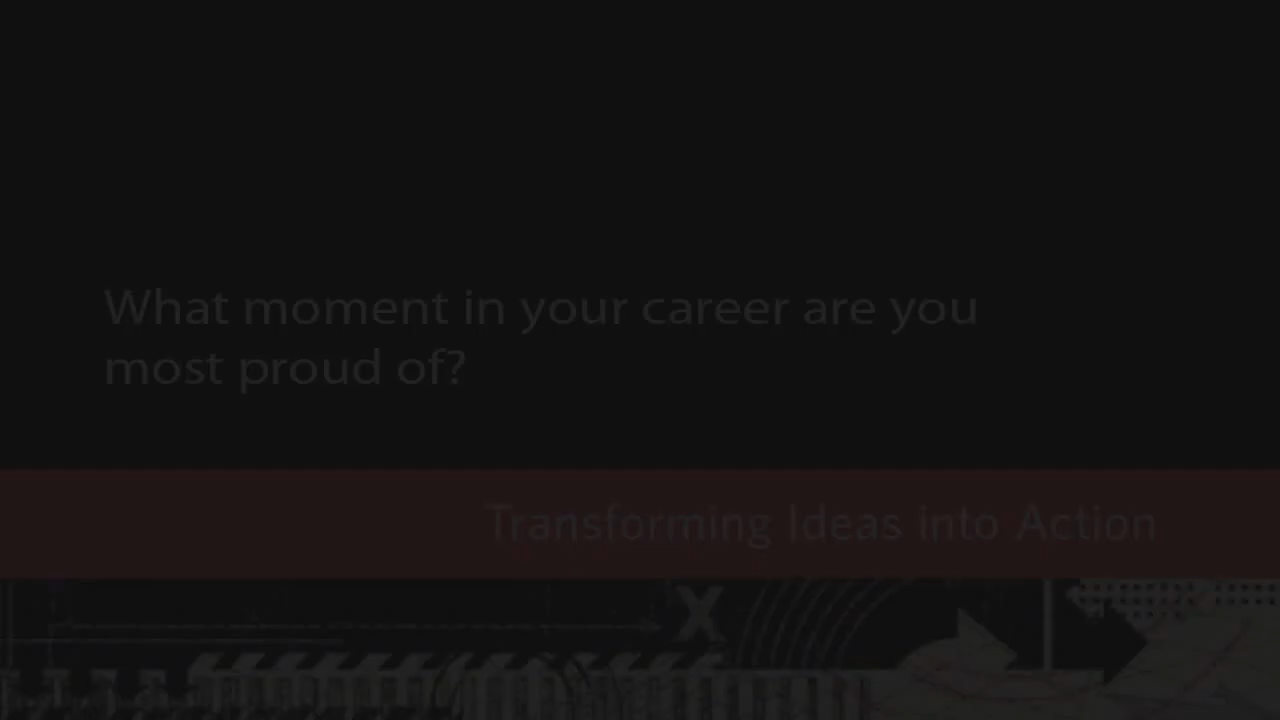 What moment in your career are you
most proud of?
Transforming Ideas into Action
X